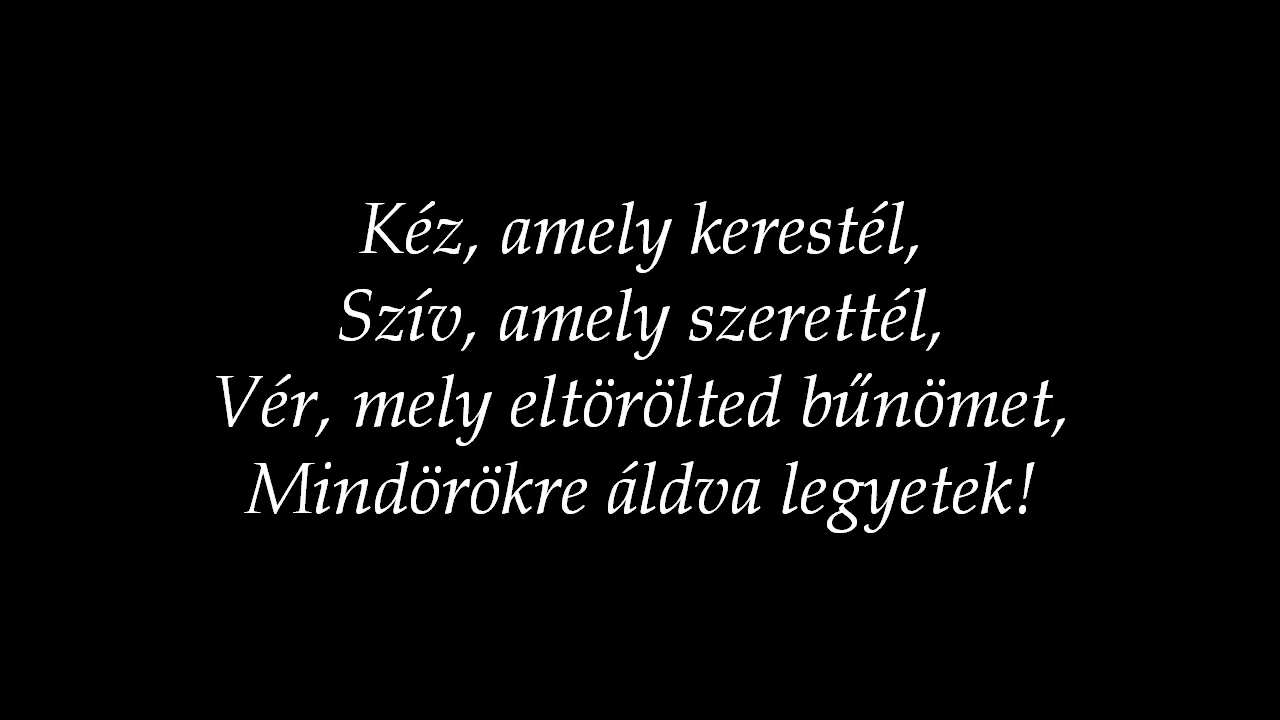 Kéz, amely kerestél,
Szív, amely szerettél,
Vér, mely eltörölted bűnömet,
Mindörökre áldva legyetek!